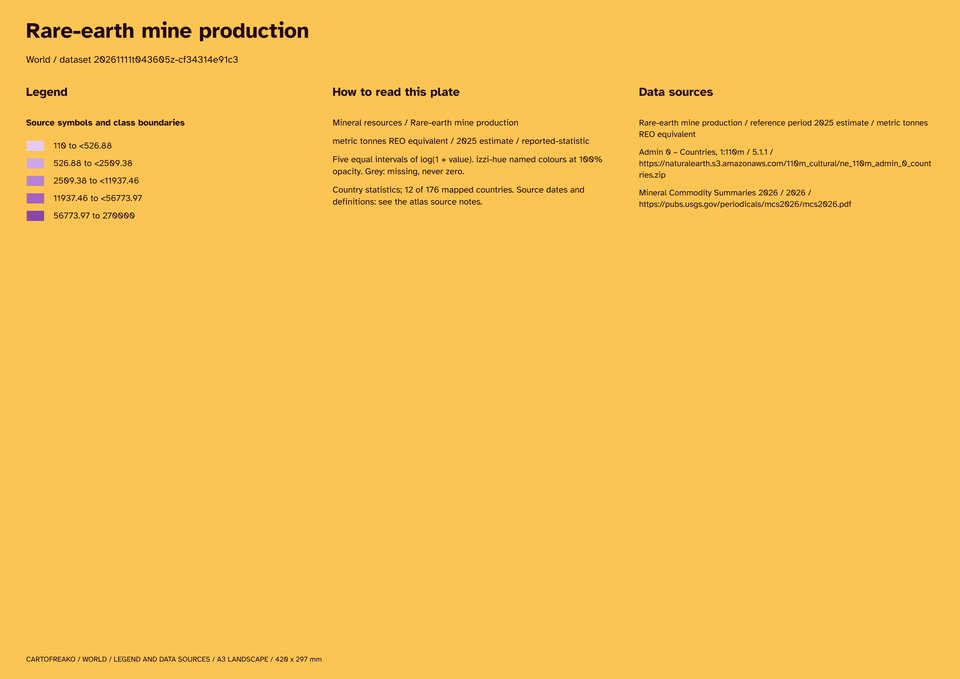 Rare-earth mine production
World / dataset 20261111t043605z-cf34314e91c3
Legend
Source symbols and class boundaries
110 to <526.88
526.88 to <2509.38
2509.38 to <11937.46
11937.46 to <56773.97
56773.97 to 270000
How to read this plate
Mineral resources / Rare-earth mine production
metric tonnes REO equivalent / 2025 estimate / reported-statistic
Five equal intervals of log(1 + value). izzi-hue named colours at 100%
opacity. Grey: missing, never zero.
Country statistics; 12 of 176 mapped countries. Source dates and
definitions: see the atlas source notes.
Data sources
Rare-earth mine production / reference period 2025 estimate / metric tonnes
REO equivalent
Admin 0 – Countries, 1:110m / 5.1.1 /
https://naturalearth.s3.amazonaws.com/110m_cultural/ne_110m_admin_0_count
ries.zip
Mineral Commodity Summaries 2026 / 2026 /
https://pubs.usgs.gov/periodicals/mcs2026/mcs2026.pdf
CARTOFREAKO / WORLD / LEGEND AND DATA SOURCES / A3 LANDSCAPE / 420 x 297 mm